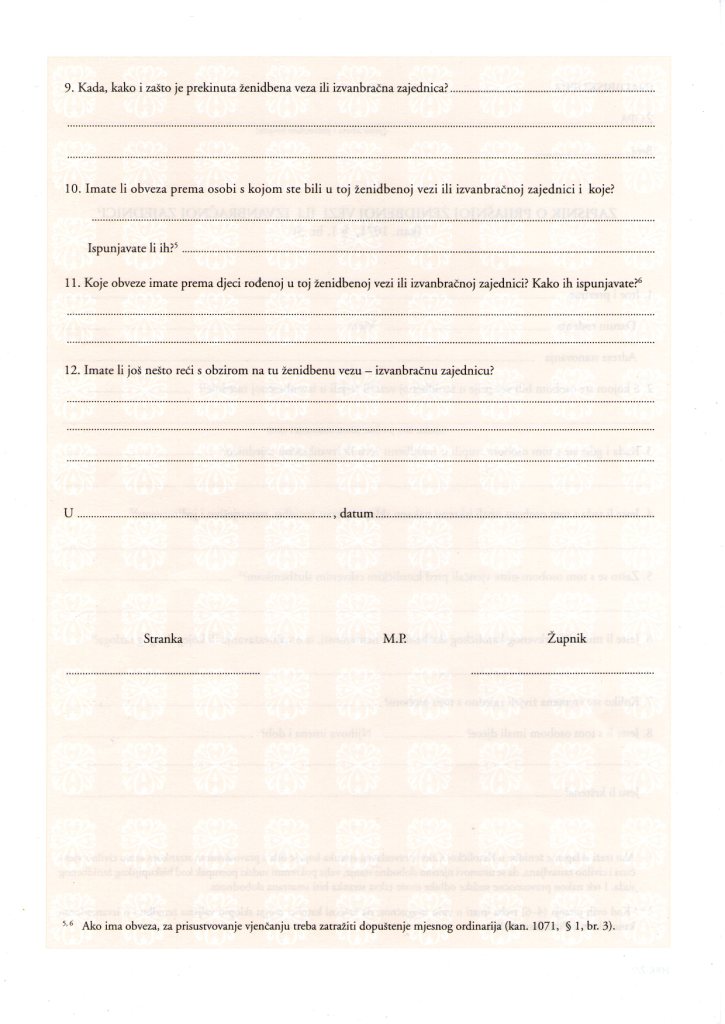 9. Kada, kako i zašto je prekinuta ženidbena veza ili izvanbračna zajednica?
10. Imate li obveza prema osobi s kojom ste bili u toj ženidbenoj vezi ili izvanbračnoj zajednici i koje?
Ispunjavate li ih?⁵
11. Koje obveze imate prema djeci rođenoj u toj ženidbenoj vezi ili izvanbračnoj zajednici? Kako ih ispunjavate?⁶
12. Imate li još nešto reći s obzirom na tu ženidbenu vezu – izvanbračnu zajednicu?
U ................................, datum ................................
Stranka M.P. Župnik
⁵, ⁶ Ako ima obveza, za prisustvovanje vjenčanju treba zatražiti dopuštenje mjesnog ordinarija (kan. 1071, § 1, br. 3).